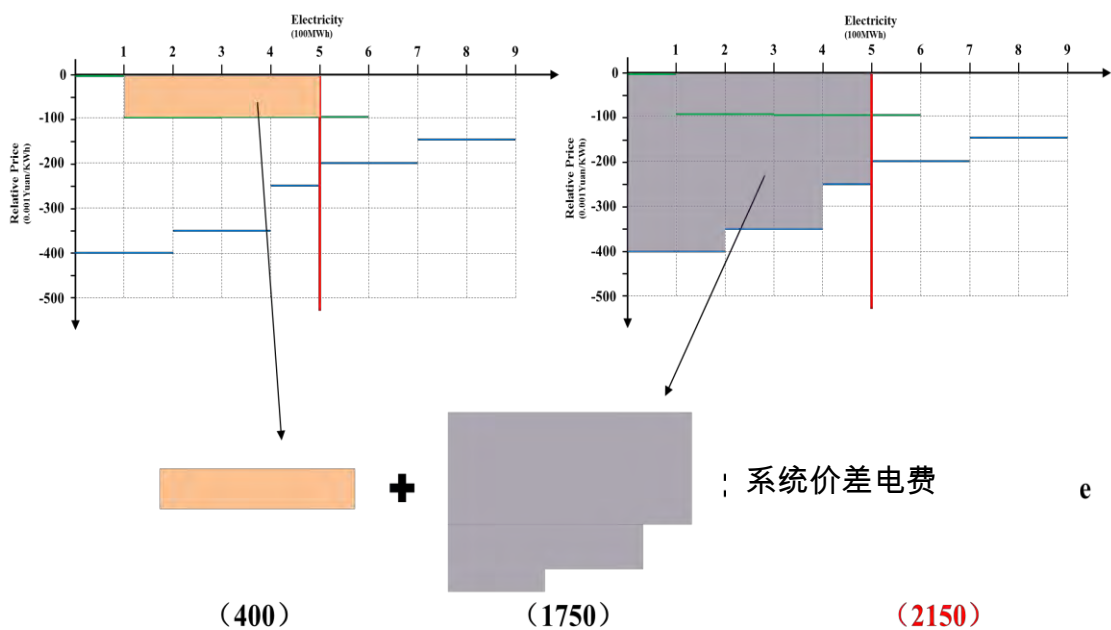 Electricity
(100MWh)
1 2 3 4 5 6 7 8 9
0
-100
-200
-300
-400
-500
Relative Price
(0.001Yuan/KWh)
Electricity
(100MWh)
1 2 3 4 5 6 7 8 9
0
-100
-200
-300
-400
-500
Relative Price
(0.001Yuan/KWh)
系统价差电费
e
(400)
(1750)
(2150)